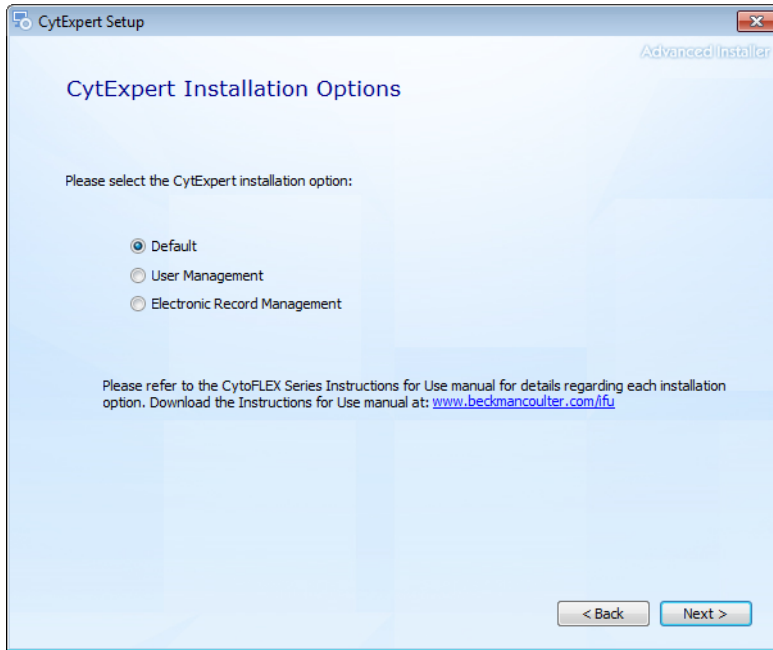 CytExpert Setup
Advanced Installer
CytExpert Installation Options
Please select the CytExpert installation option:
Default
User Management
Electronic Record Management
Please refer to the CytoFLEX Series Instructions for Use manual for details regarding each installation
option. Download the Instructions for Use manual at: www.beckmancoulter.com/ifu
< Back Next >